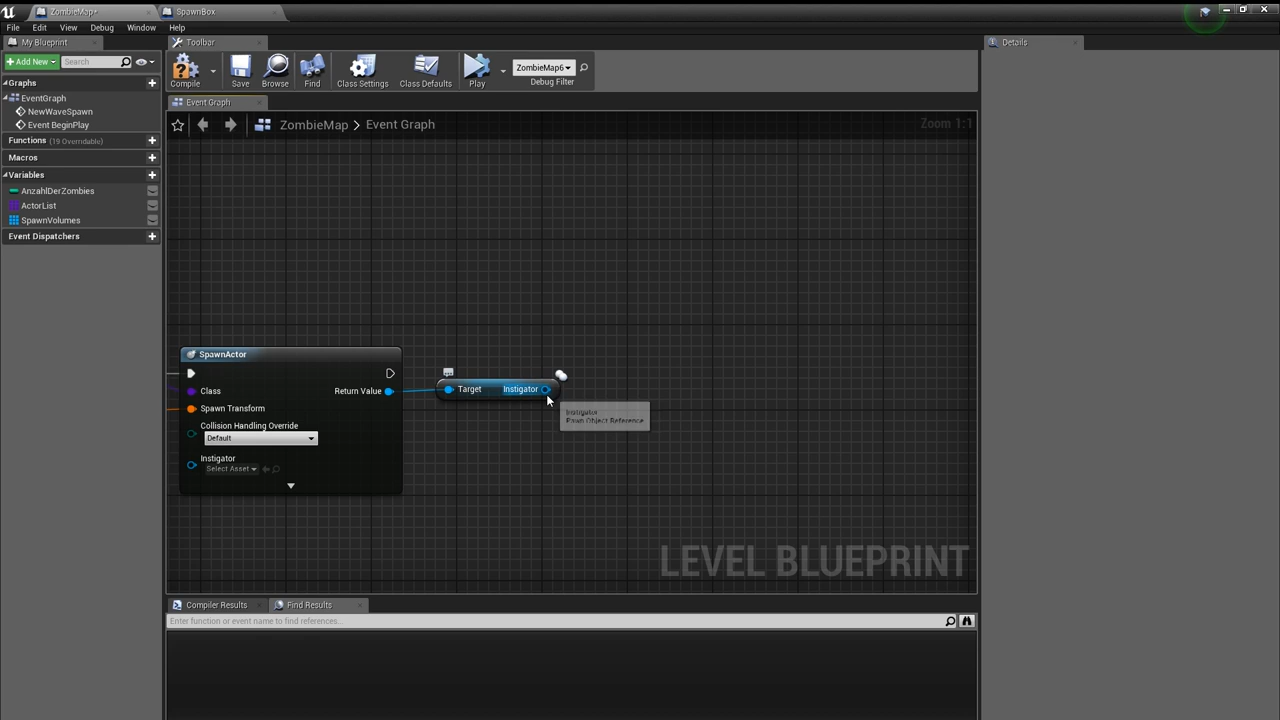 ZombieMap*
SpawnBox
File Edit View Debug Window Help
My Blueprint
Toolbar
Details
+Add New
Search
Compile
Save
Browse
Find
Class Settings
Class Defaults
Play
ZombieMap6
Debug Filter
Graphs
EventGraph
NewWaveSpawn
Event BeginPlay
Functions (19 Overridable)
Macros
Variables
AnzahlDerZombies
ActorList
SpawnVolumes
Event Dispatchers
Event Graph
ZombieMap > Event Graph
Zoom 1:1
SpawnActor
Class
Return Value
Spawn Transform
Collision Handling Override
Default
Instigator
Select Asset
Target Instigator
Instigator
Pawn Object Reference
LEVEL BLUEPRINT
Compiler Results
Find Results
Enter function or event name to find references...